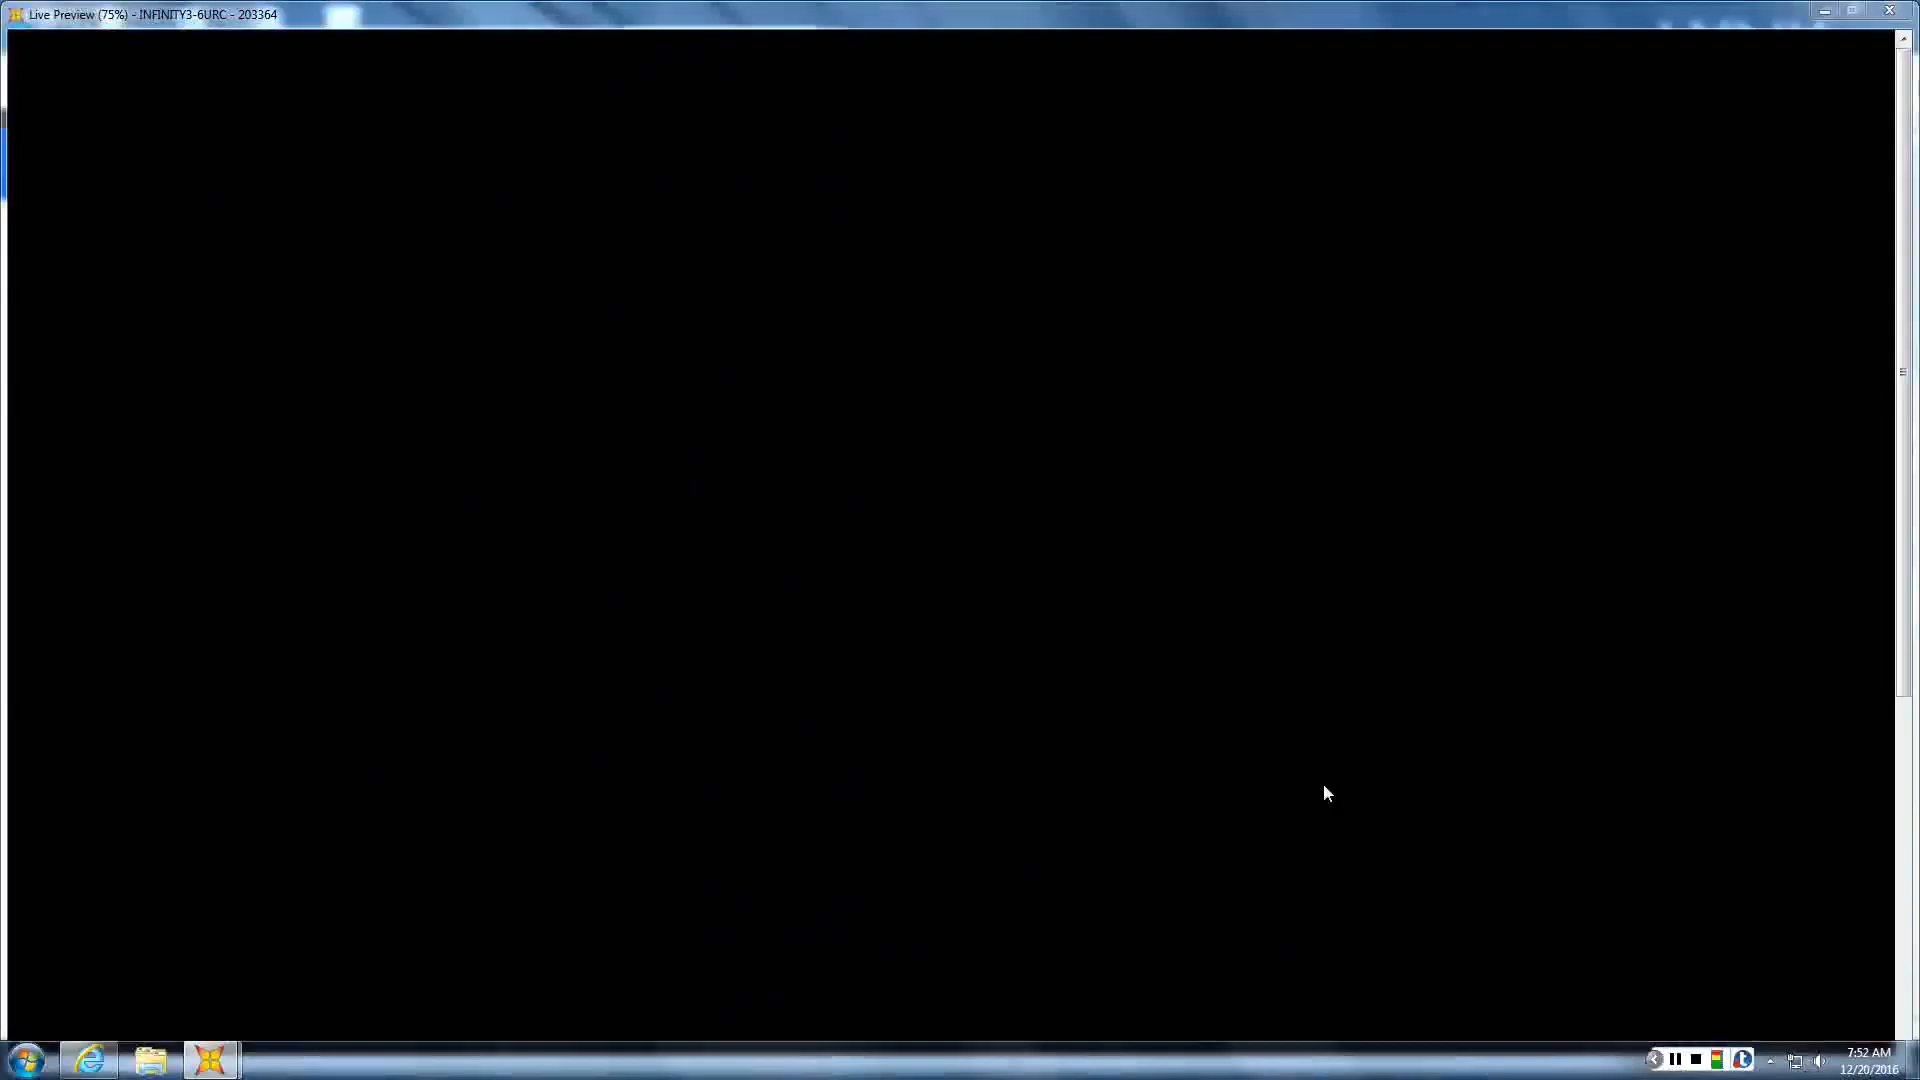 Live Preview (75%) - INFINITY3-6URC - 203364
7:52 AM
12/20/2016